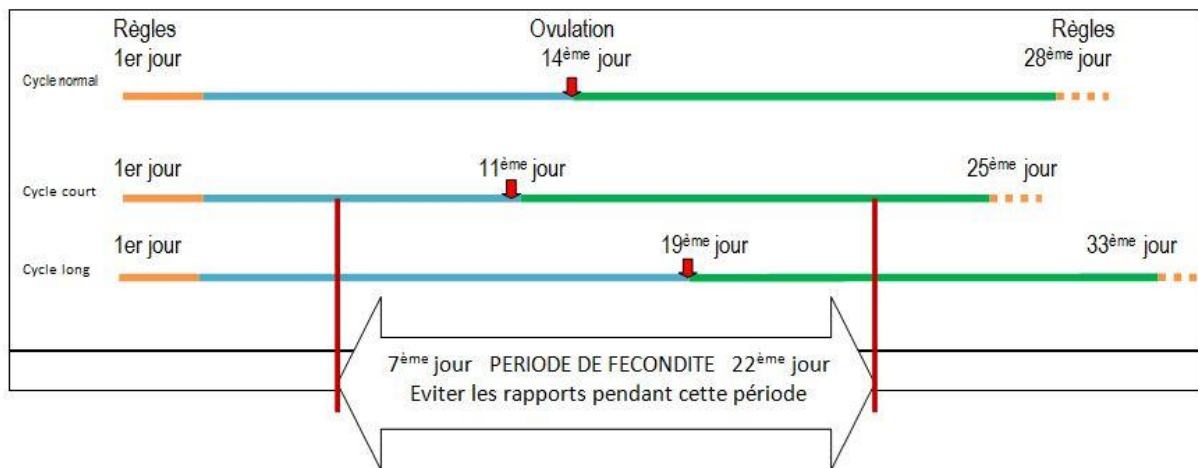 Règles Ovulation Règles
1er jour 14ème jour 28ème jour
Cycle normal
1er jour 11ème jour 25ème jour
Cycle court
1er jour 19ème jour 33ème jour
Cycle long
7ème jour PERIODE DE FECONDITE 22ème jour
Eviter les rapports pendant cette période